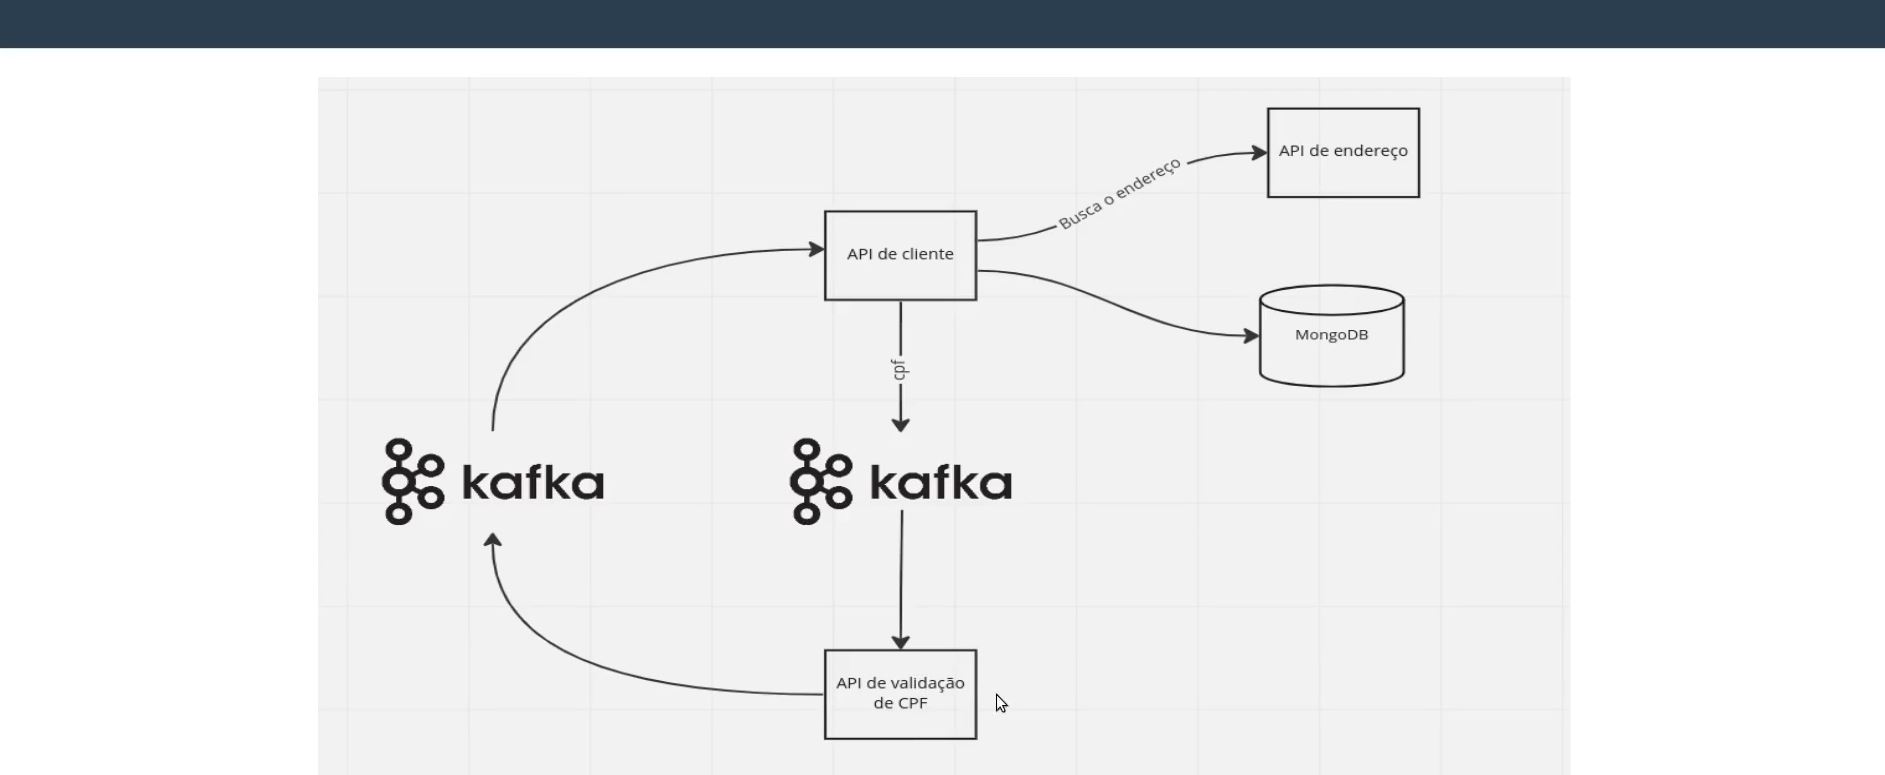 API de endereço
Busca o endereço
API de cliente
MongoDB
cpf
kafka
kafka
API de validação
de CPF